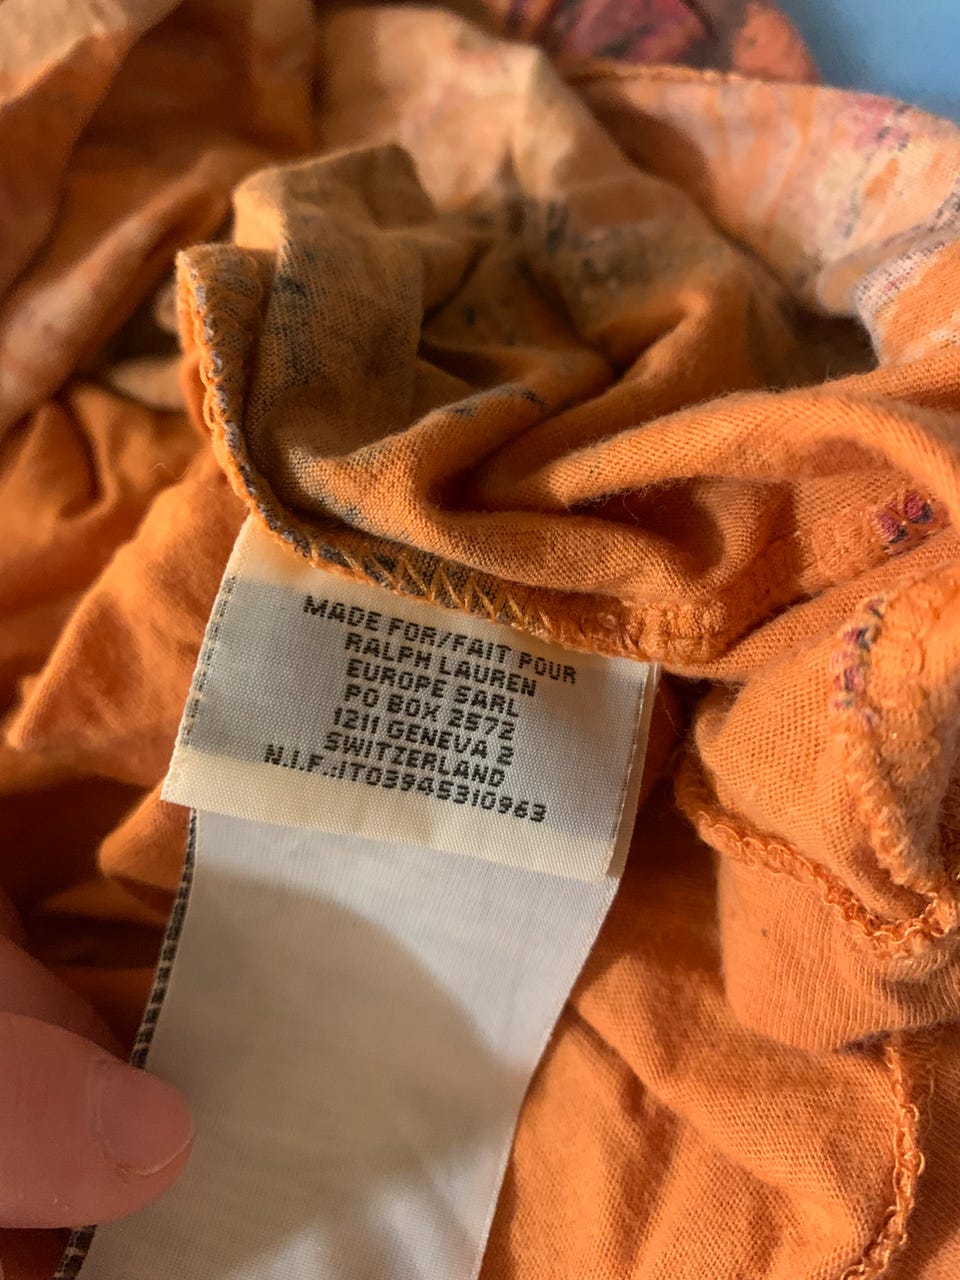 MADE FOR/FAIT POUR
RALPH LAUREN
EUROPE SARL
PO BOX 2572
1211 GENEVA 2
SWITZERLAND
N.I.F.:IT03945310963